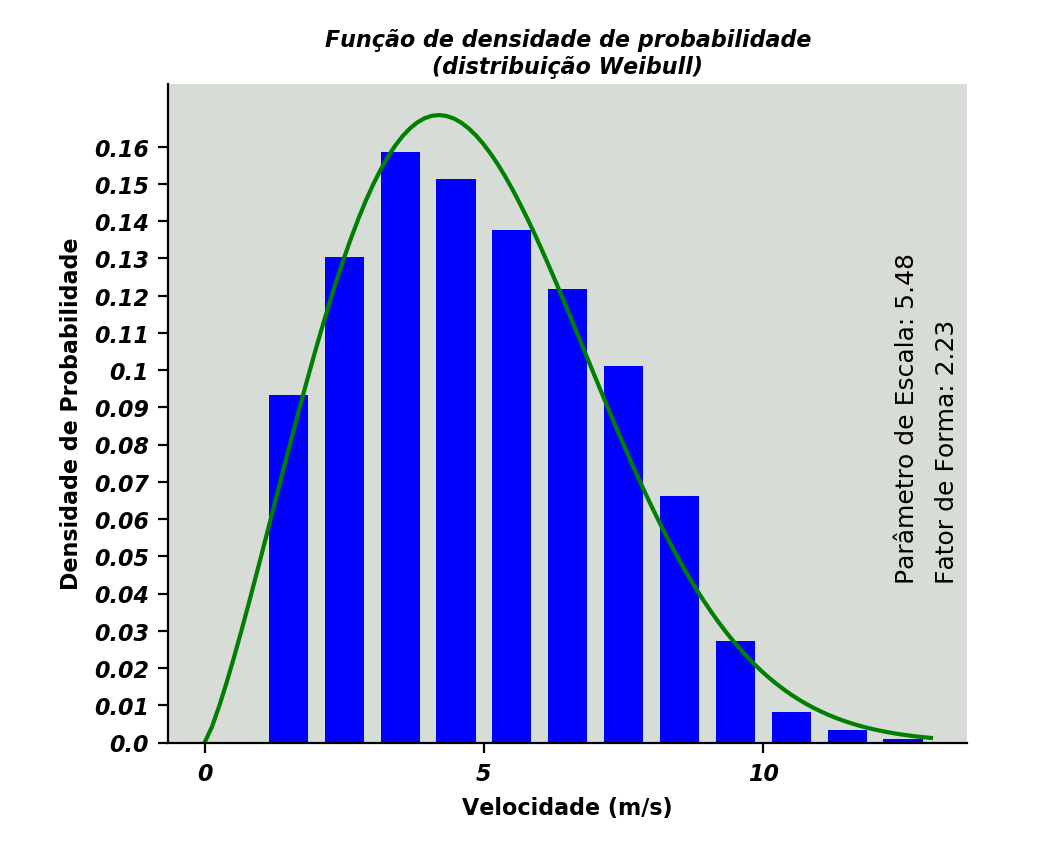 Função de densidade de probabilidade
(distribuição Weibull)
Densidade de Probabilidade
0.16
0.15
0.14
0.13
0.12
0.11
0.1
0.09
0.08
0.07
0.06
0.05
0.04
0.03
0.02
0.01
0.0
Parâmetro de Escala: 5.48
Fator de Forma: 2.23
0 5 10
Velocidade (m/s)